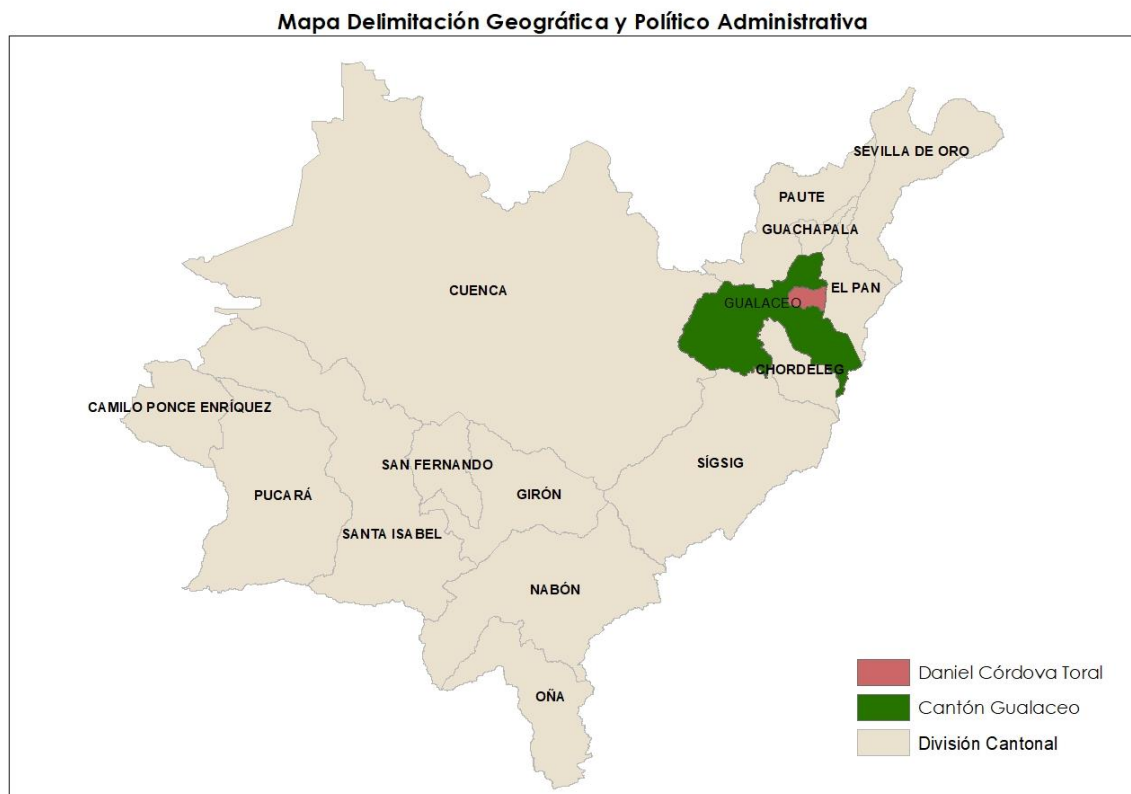 Mapa Delimitación Geográfica y Político Administrativa
SEVILLA DE ORO
PAUTE
GUACHAPALA
CUENCA
EL PAN
GUALACEO
CHORDELEG
CAMILO PONCE ENRÍQUEZ
SAN FERNANDO
SÍGSIG
PUCARÁ
GIRÓN
SANTA ISABEL
NABÓN
OÑA
Daniel Córdova Toral
Cantón Gualaceo
División Cantonal